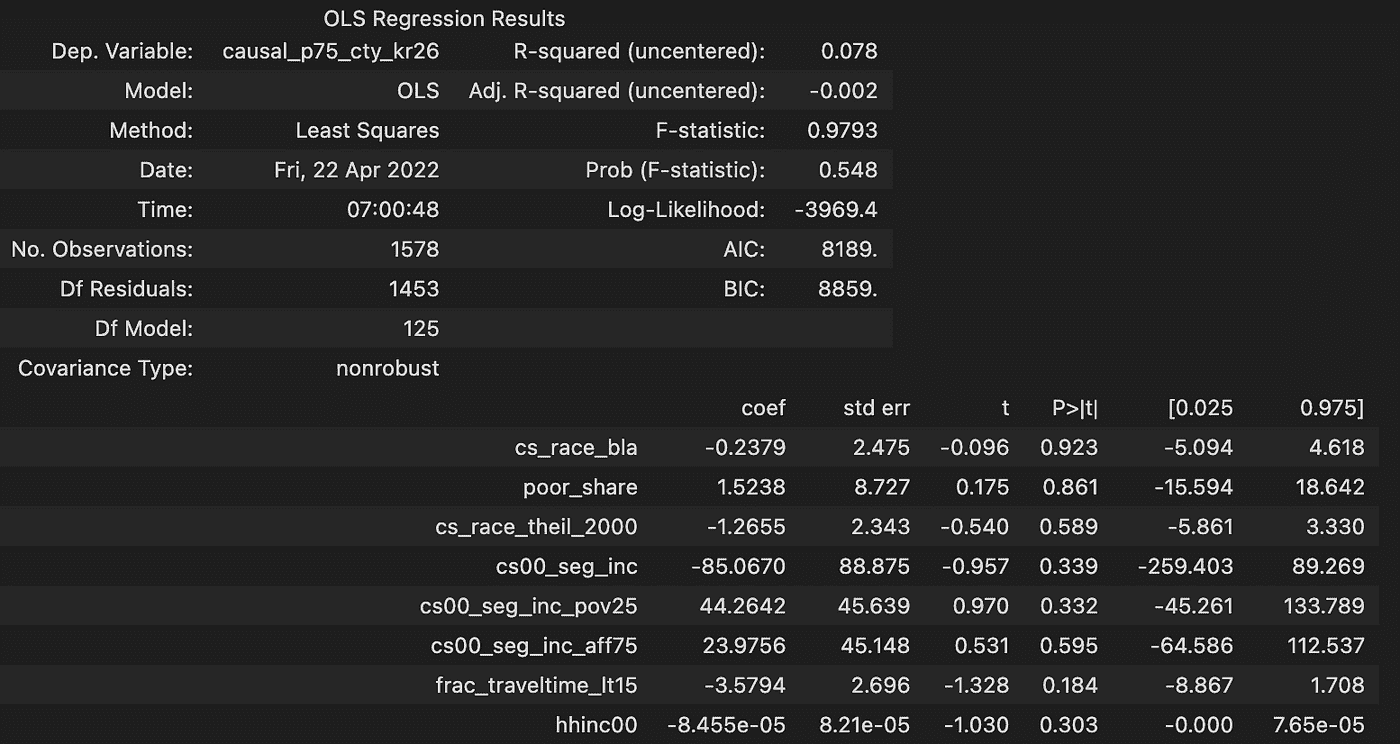 OLS Regression Results
Dep. Variable: causal_p75_cty_kr26 R-squared (uncentered): 0.078
Model: OLS Adj. R-squared (uncentered): -0.002
Method: Least Squares F-statistic: 0.9793
Date: Fri, 22 Apr 2022 Prob (F-statistic): 0.548
Time: 07:00:48 Log-Likelihood: -3969.4
No. Observations: 1578 AIC: 8189.
Df Residuals: 1453 BIC: 8859.
Df Model: 125
Covariance Type: nonrobust
coef std err t P>|t| [0.025 0.975]
cs_race_bla -0.2379 2.475 -0.096 0.923 -5.094 4.618
poor_share 1.5238 8.727 0.175 0.861 -15.594 18.642
cs_race_theil_2000 -1.2655 2.343 -0.540 0.589 -5.861 3.330
cs00_seg_inc -85.0670 88.875 -0.957 0.339 -259.403 89.269
cs00_seg_inc_pov25 44.2642 45.639 0.970 0.332 -45.261 133.789
cs00_seg_inc_aff75 23.9756 45.148 0.531 0.595 -64.586 112.537
frac_traveltime_lt15 -3.5794 2.696 -1.328 0.184 -8.867 1.708
hhinc00 -8.455e-05 8.21e-05 -1.030 0.303 -0.000 7.65e-05